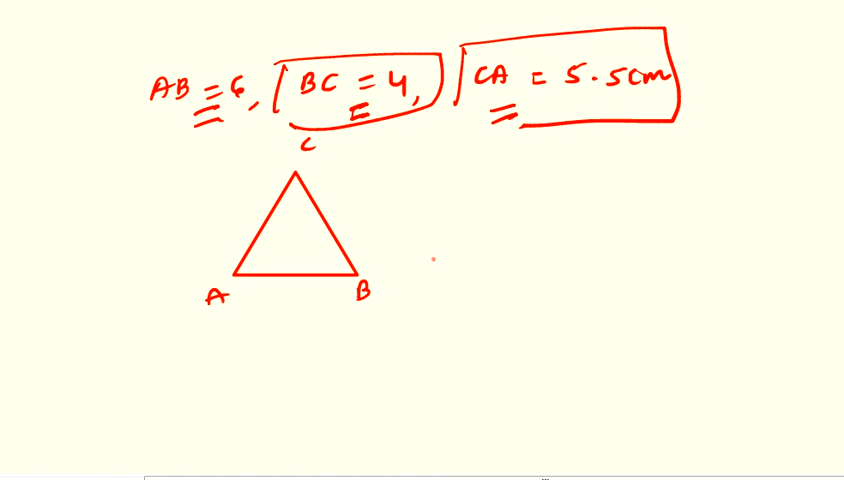 AB = 6, BC = 4, CA = 5.5cm
C
A B